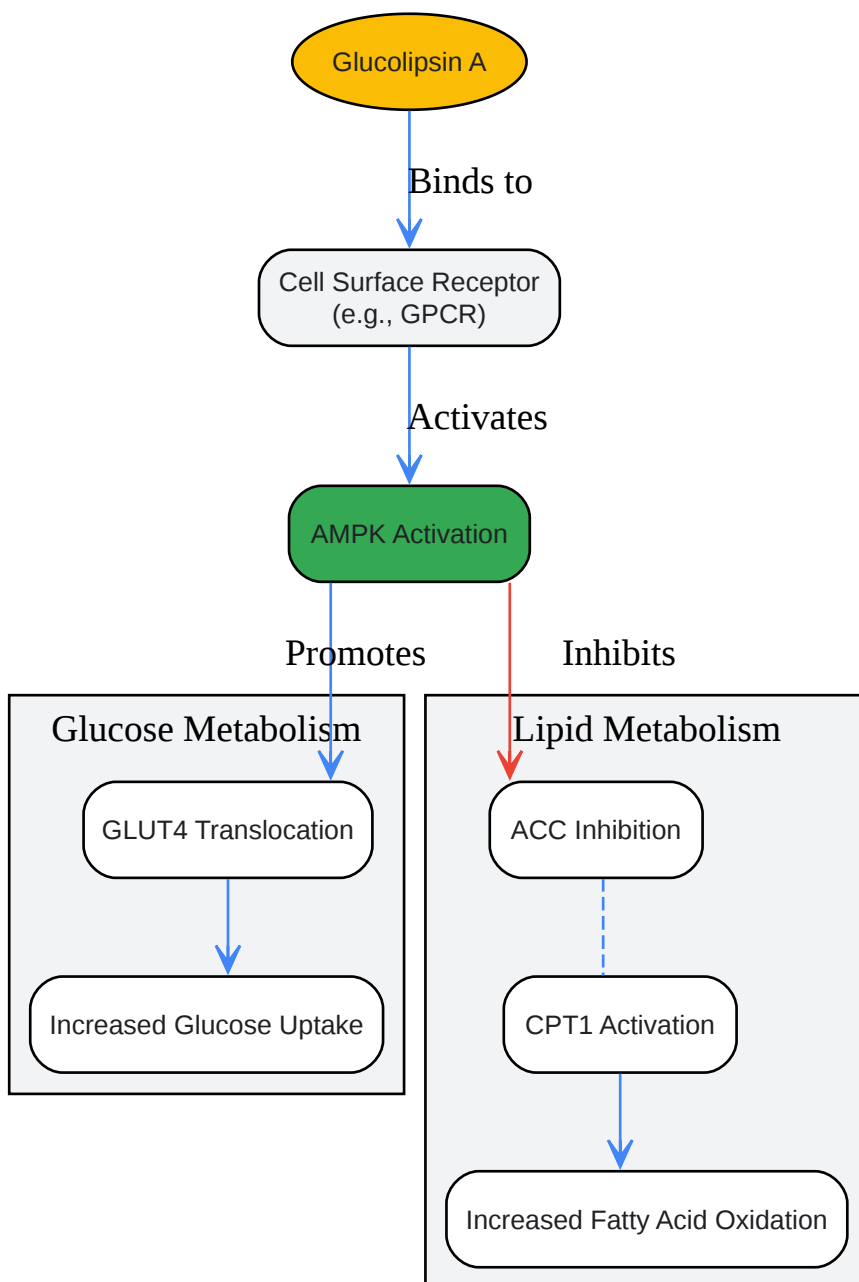 Glucolipsin A
Binds to
Cell Surface Receptor
(e.g., GPCR)
Activates
AMPK Activation
Promotes
Inhibits
Glucose Metabolism
Lipid Metabolism
GLUT4 Translocation
ACC Inhibition
Increased Glucose Uptake
CPT1 Activation
Increased Fatty Acid Oxidation